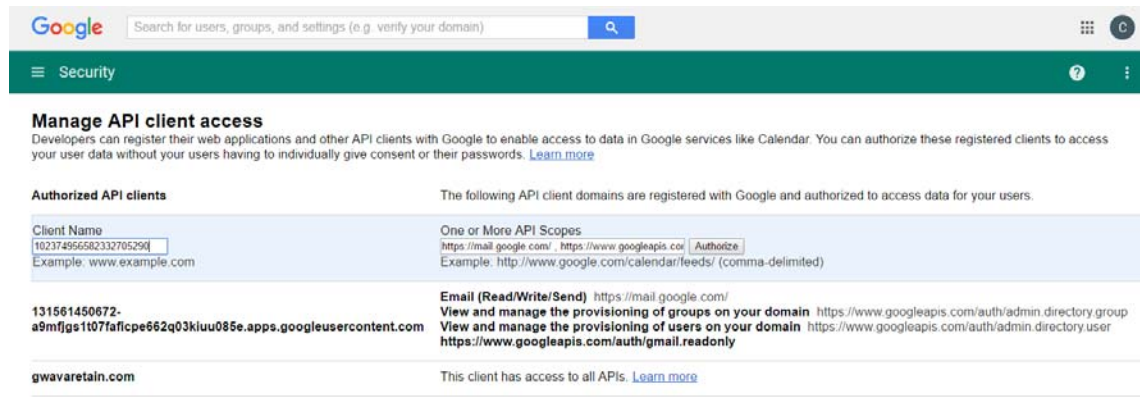 Google Search for users, groups, and settings (e.g. verify your domain) C
Security
Manage API client access
Developers can register their web applications and other API clients with Google to enable access to data in Google services like Calendar. You can authorize these registered clients to access
your user data without your users having to individually give consent or their passwords. Learn more
Authorized API clients The following API client domains are registered with Google and authorized to access data for your users.
Client Name One or More API Scopes
102374956582332705290 https://mail.google.com/ , https://www.googleapis.cor Authorize
Example: www.example.com Example: http://www.google.com/calendar/feeds/ (comma-delimited)
Email (Read/Write/Send) https://mail.google.com/
131561450672- View and manage the provisioning of groups on your domain https://www.googleapis.com/auth/admin.directory.group
a9mfjgs1t07faficpe662q03kiuu085e.apps.googleusercontent.com View and manage the provisioning of users on your domain https://www.googleapis.com/auth/admin.directory.user
https://www.googleapis.com/auth/gmail.readonly
gwavaretain.com This client has access to all APIs. Learn more